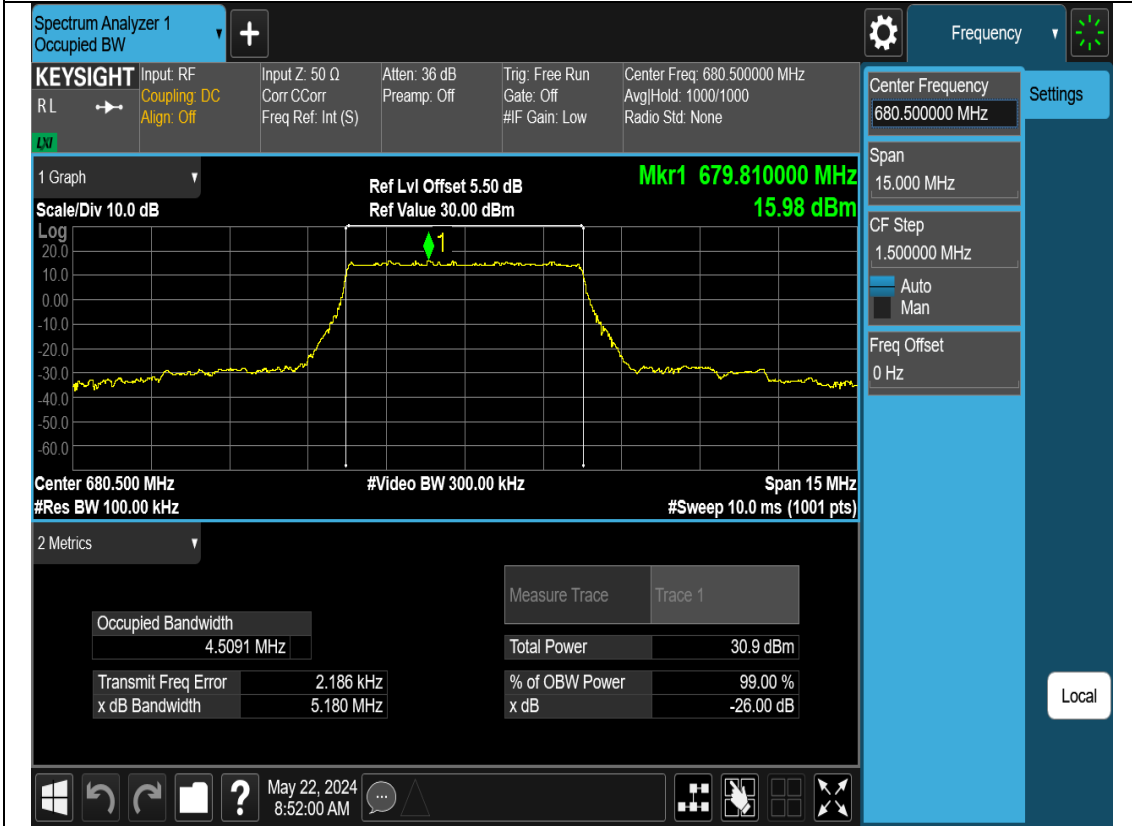 Spectrum Analyzer 1
Occupied BW
+
Frequency
KEYSIGHT
R L
LXI
Input: RF
Coupling: DC
Align: Off
Input Z: 50 Ω
Corr CCorr
Freq Ref: Int (S)
Atten: 36 dB
Preamp: Off
Trig: Free Run
Gate: Off
#IF Gain: Low
Center Freq: 680.500000 MHz
Avg|Hold: 1000/1000
Radio Std: None
Center Frequency
680.500000 MHz
Settings
Span
15.000 MHz
CF Step
1.500000 MHz
Auto
Man
Freq Offset
0 Hz
Local
1 Graph
Scale/Div 10.0 dB
Ref Lvl Offset 5.50 dB
Ref Value 30.00 dBm
Mkr1 679.810000 MHz
15.98 dBm
Log
1
20.0
10.0
0.00
-10.0
-20.0
-30.0
-40.0
-50.0
-60.0
Center 680.500 MHz
#Video BW 300.00 kHz
Span 15 MHz
#Res BW 100.00 kHz
#Sweep 10.0 ms (1001 pts)
2 Metrics
Measure Trace Trace 1
Occupied Bandwidth
4.5091 MHz
Total Power 30.9 dBm
Transmit Freq Error 2.186 kHz
% of OBW Power 99.00 %
x dB Bandwidth 5.180 MHz
x dB -26.00 dB
?
May 22, 2024
8:52:00 AM